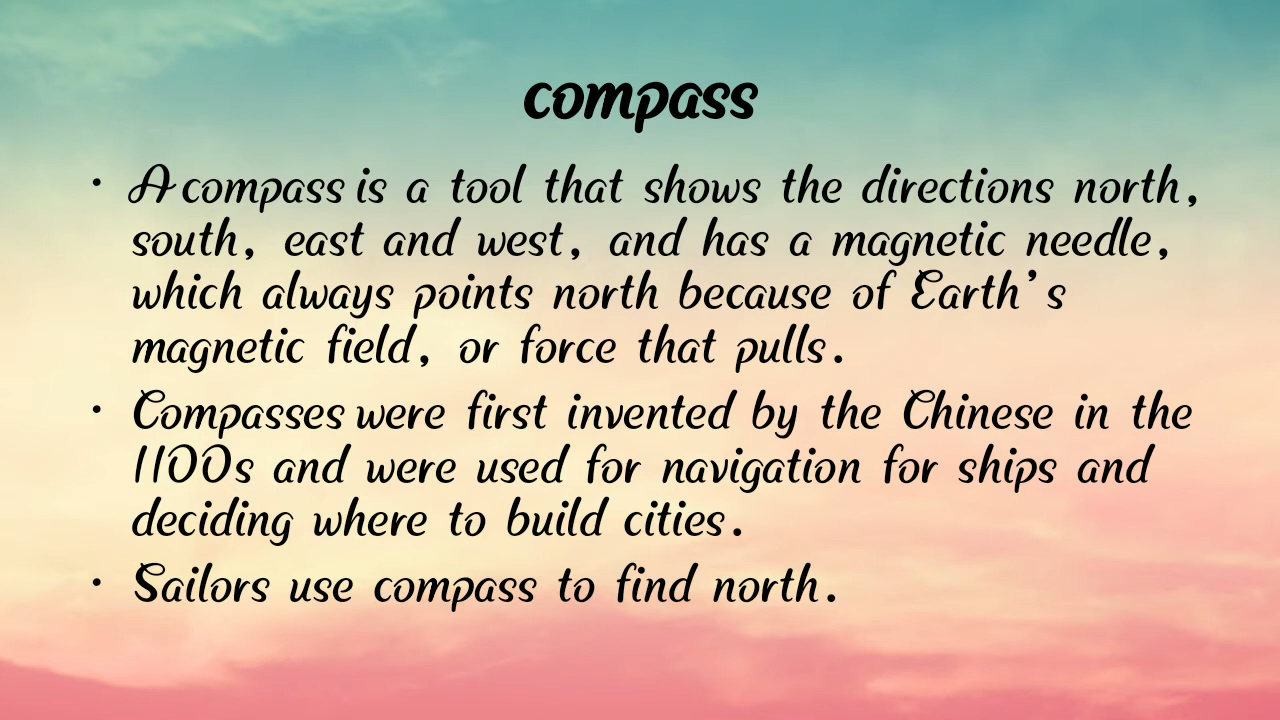 compass
• A compass is a tool that shows the directions north,
south, east and west, and has a magnetic needle,
which always points north because of Earth’s
magnetic field, or force that pulls.
• Compasses were first invented by the Chinese in the
1100s and were used for navigation for ships and
deciding where to build cities.
• Sailors use compass to find north.